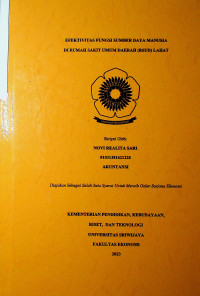 EFEKTIVITAS FUNGSI SUMBER DAYA MANUSIA
DI RUMAH SAKIT UMUM DAERAH (RSUD) LAHAT
Skripsi Oleh:
NOVI REALITA SARI
01031381621228
AKUNTANSI
Diajukan Sebagai Salah Satu Syarat Untuk Meraih Gelar Sarjana Ekonomi
KEMENTERIAN PENDIDIKAN, KEBUDAYAAN,
RISET, DAN TEKNOLOGI
UNIVERSITAS SRIWIJAYA
FAKULTAS EKONOMI
2023